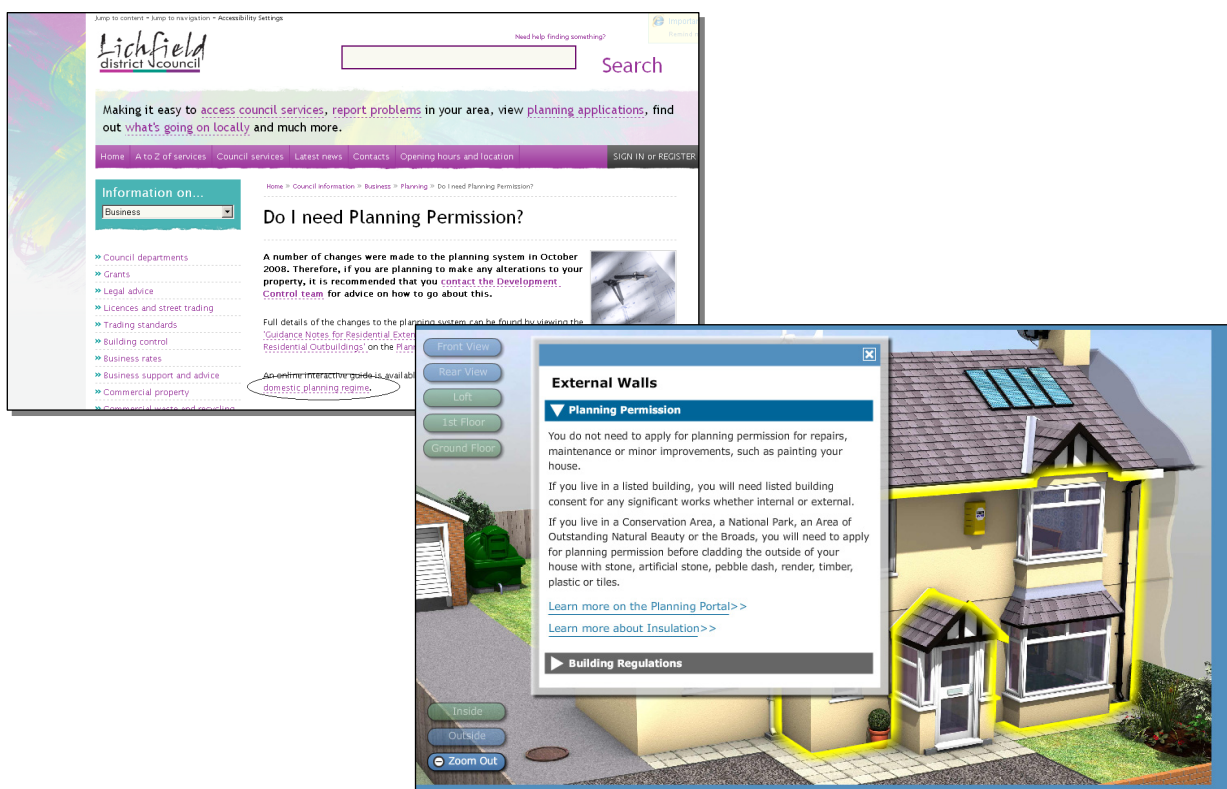 Jump to content • Jump to navigation • Accessibility Settings
Lichfield
district council
Need help finding something?
Search
Making it easy to access council services, report problems in your area, view planning applications, find
out what's going on locally and much more.
Home A to Z of services Council services Latest news Contacts Opening hours and location SIGN IN or REGISTER
Information on...
Business
» Council departments
» Grants
» Legal advice
» Licences and street trading
» Trading standards
» Building control
» Business rates
» Business support and advice
» Commercial property
» Commercial waste and recycling
Home » Council information » Business » Planning » Do I need Planning Permission?
Do I need Planning Permission?
A number of changes were made to the planning system in October
2008. Therefore, if you are planning to make any alterations to your
property, it is recommended that you contact the Development
Control team for advice on how to go about this.
Full details of the changes to the planning system can be found by viewing the
'Guidance Notes for Residential
Residential Outbuildings' on the
An online interactive guide is
domestic planning regime.
Front View
Rear View
Loft
1st Floor
Ground Floor
External Walls
Planning Permission
You do not need to apply for planning permission for repairs,
maintenance or minor improvements, such as painting your
house.
If you live in a listed building, you will need listed building
consent for any significant works whether internal or external.
If you live in a Conservation Area, a National Park, an Area of
Outstanding Natural Beauty or the Broads, you will need to apply
for planning permission before cladding the outside of your
house with stone, artificial stone, pebble dash, render, timber,
plastic or tiles.
Learn more on the Planning Portal>>
Learn more about Insulation>>
Building Regulations
Inside
Outside
Zoom Out